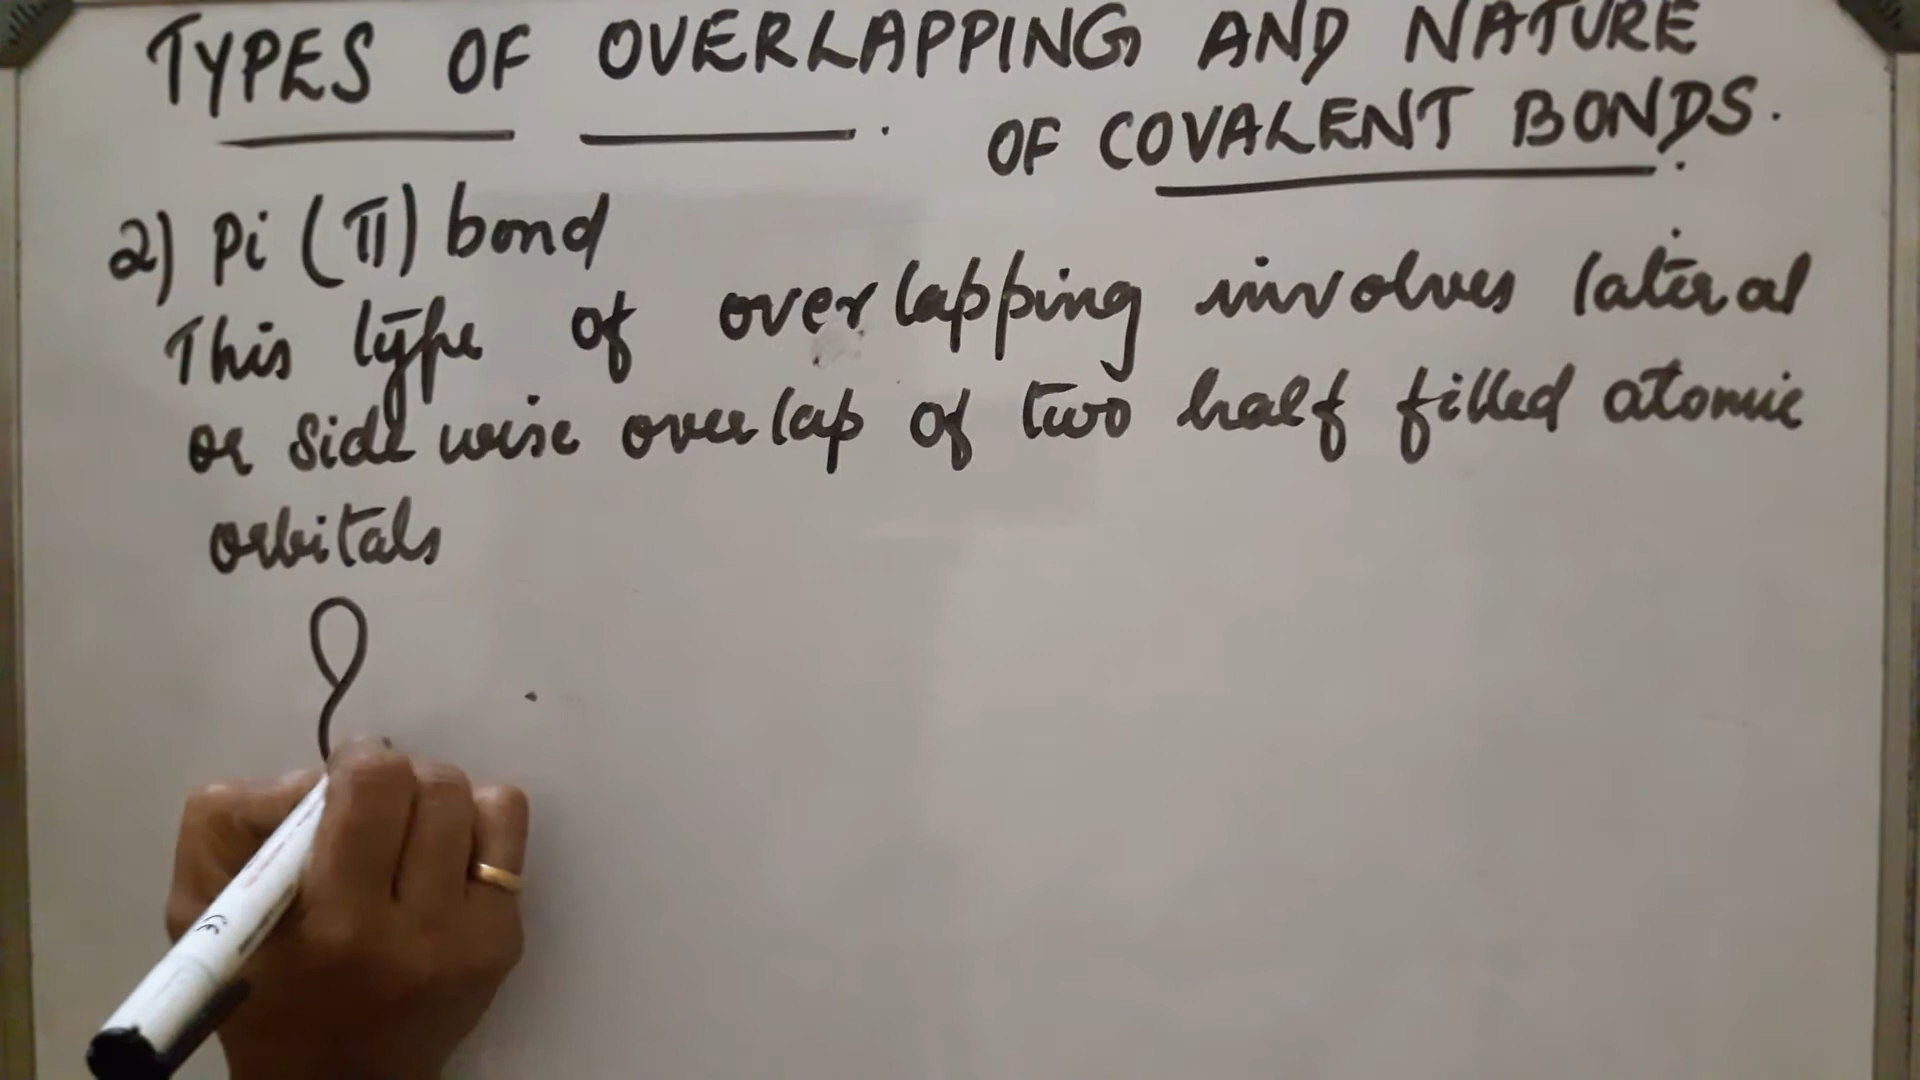 TYPES OF OVERLAPPING AND NATURE
OF COVALENT BONDS.
2) Pi (π) bond
This type of overlapping involves lateral
or side wise overlap of two half filled atomic
orbitals
CE